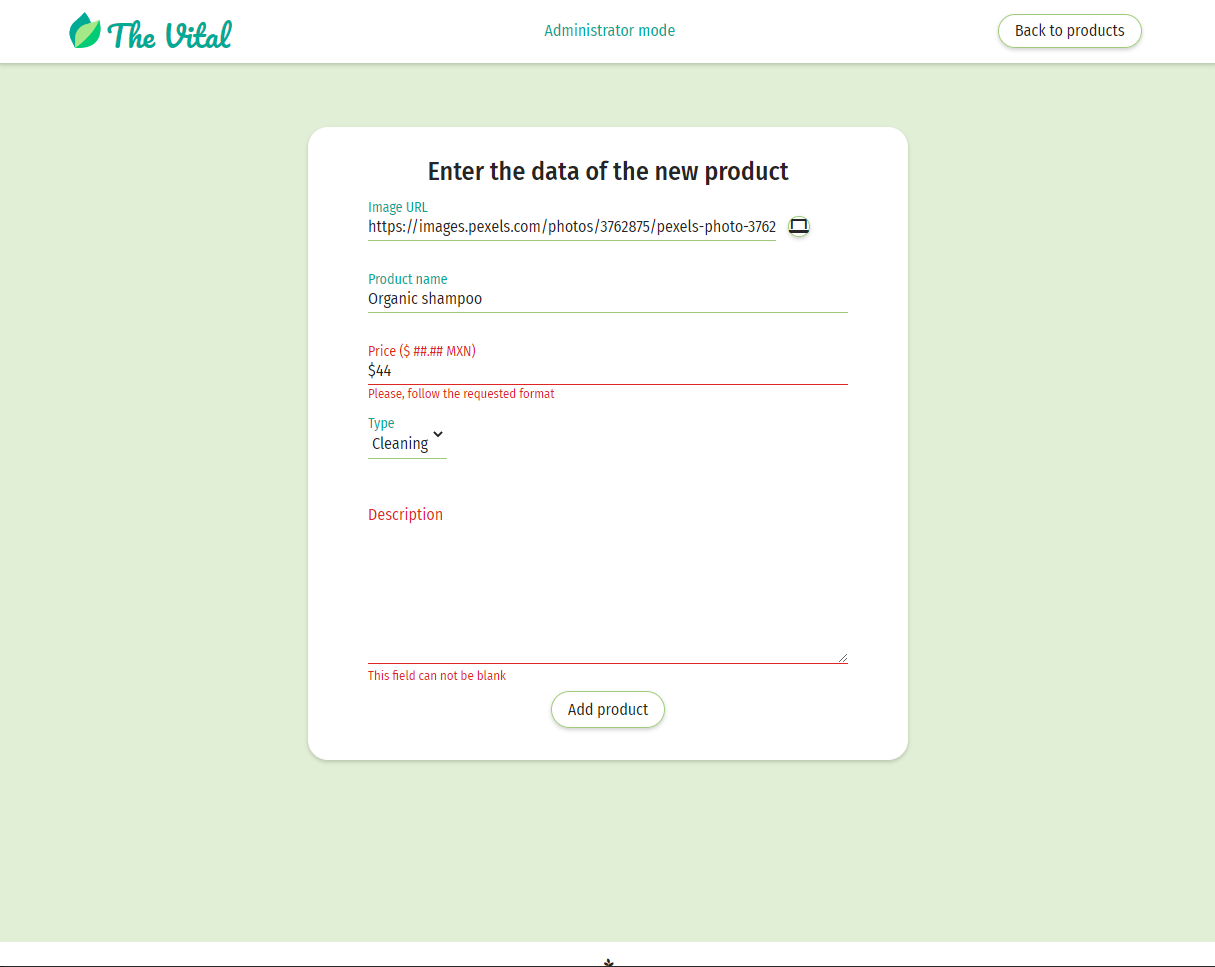 The Vital
Administrator mode
Back to products
Enter the data of the new product
Image URL
https://images.pexels.com/photos/3762875/pexels-photo-3762
Product name
Organic shampoo
Price ($ ##.## MXN)
$44
Please, follow the requested format
Type
Cleaning
Description
This field can not be blank
Add product